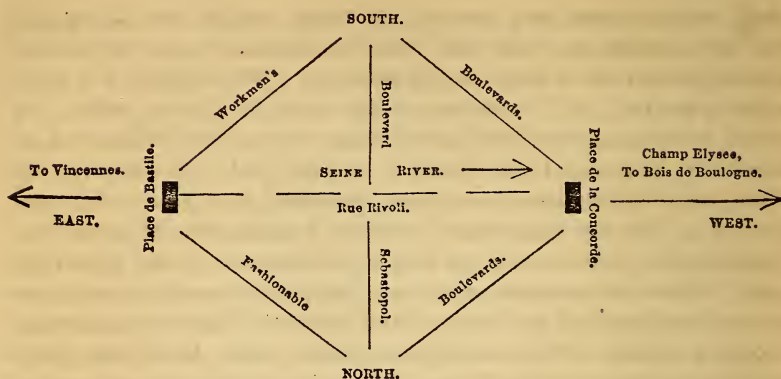 SOUTH.
Workmen's
Boulevard
Boulevards.
To Vincennes.
EAST.
Place de Bastile.
SEINE RIVER.
Rue Rivoli.
Place de la Concorde.
Champ Elysee,
To Bois de Boulogne.
WEST.
Fashionable
Sebastopol.
Boulevards.
NORTH.